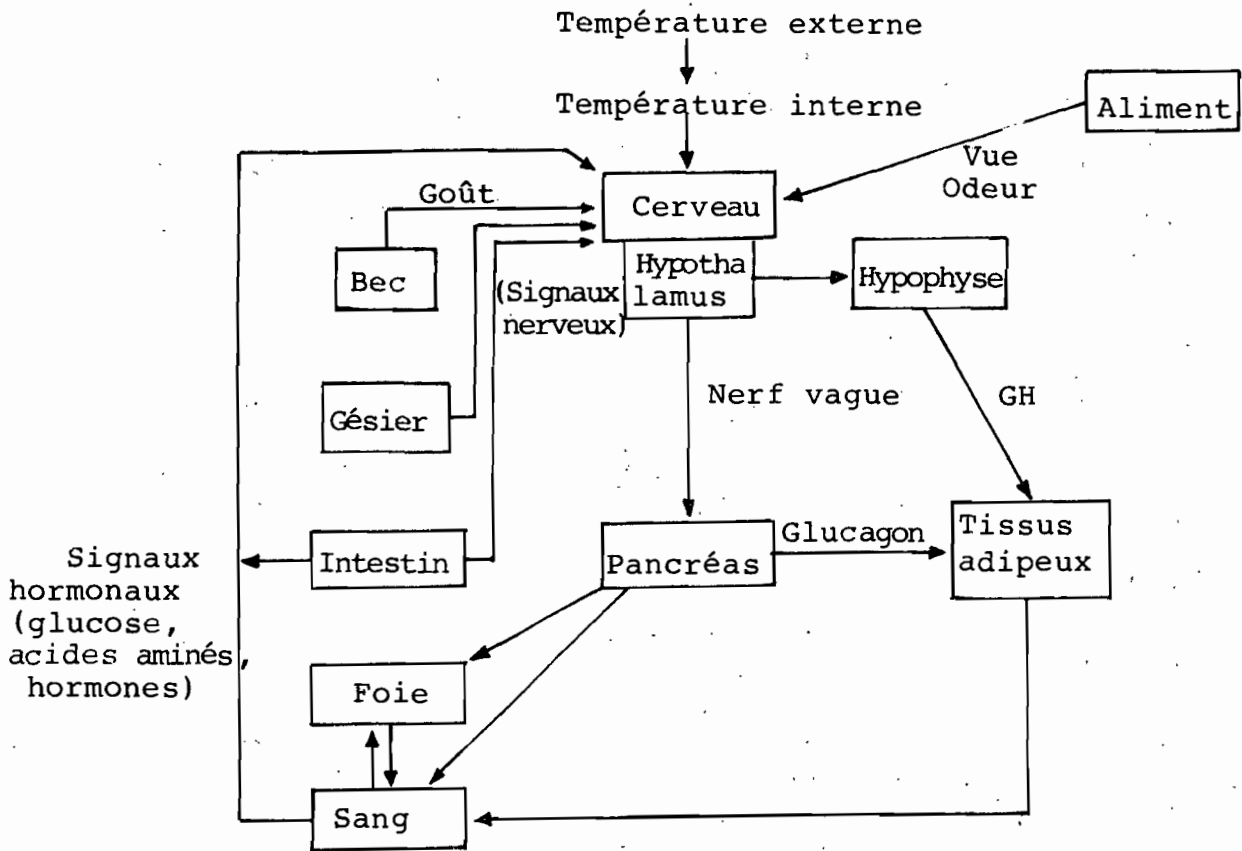 Température externe
Température interne
Aliment
Vue
Odeur
Goût
Cerveau
Bec
Hypotha
lamus
Hypophyse
(Signaux
nerveux)
Gésier
Nerf vague
GH
Intestin
Pancréas
Glucagon
Tissus
adipeux
Signaux
hormonaux
(glucose,
acides aminés,
hormones)
Foie
Sang